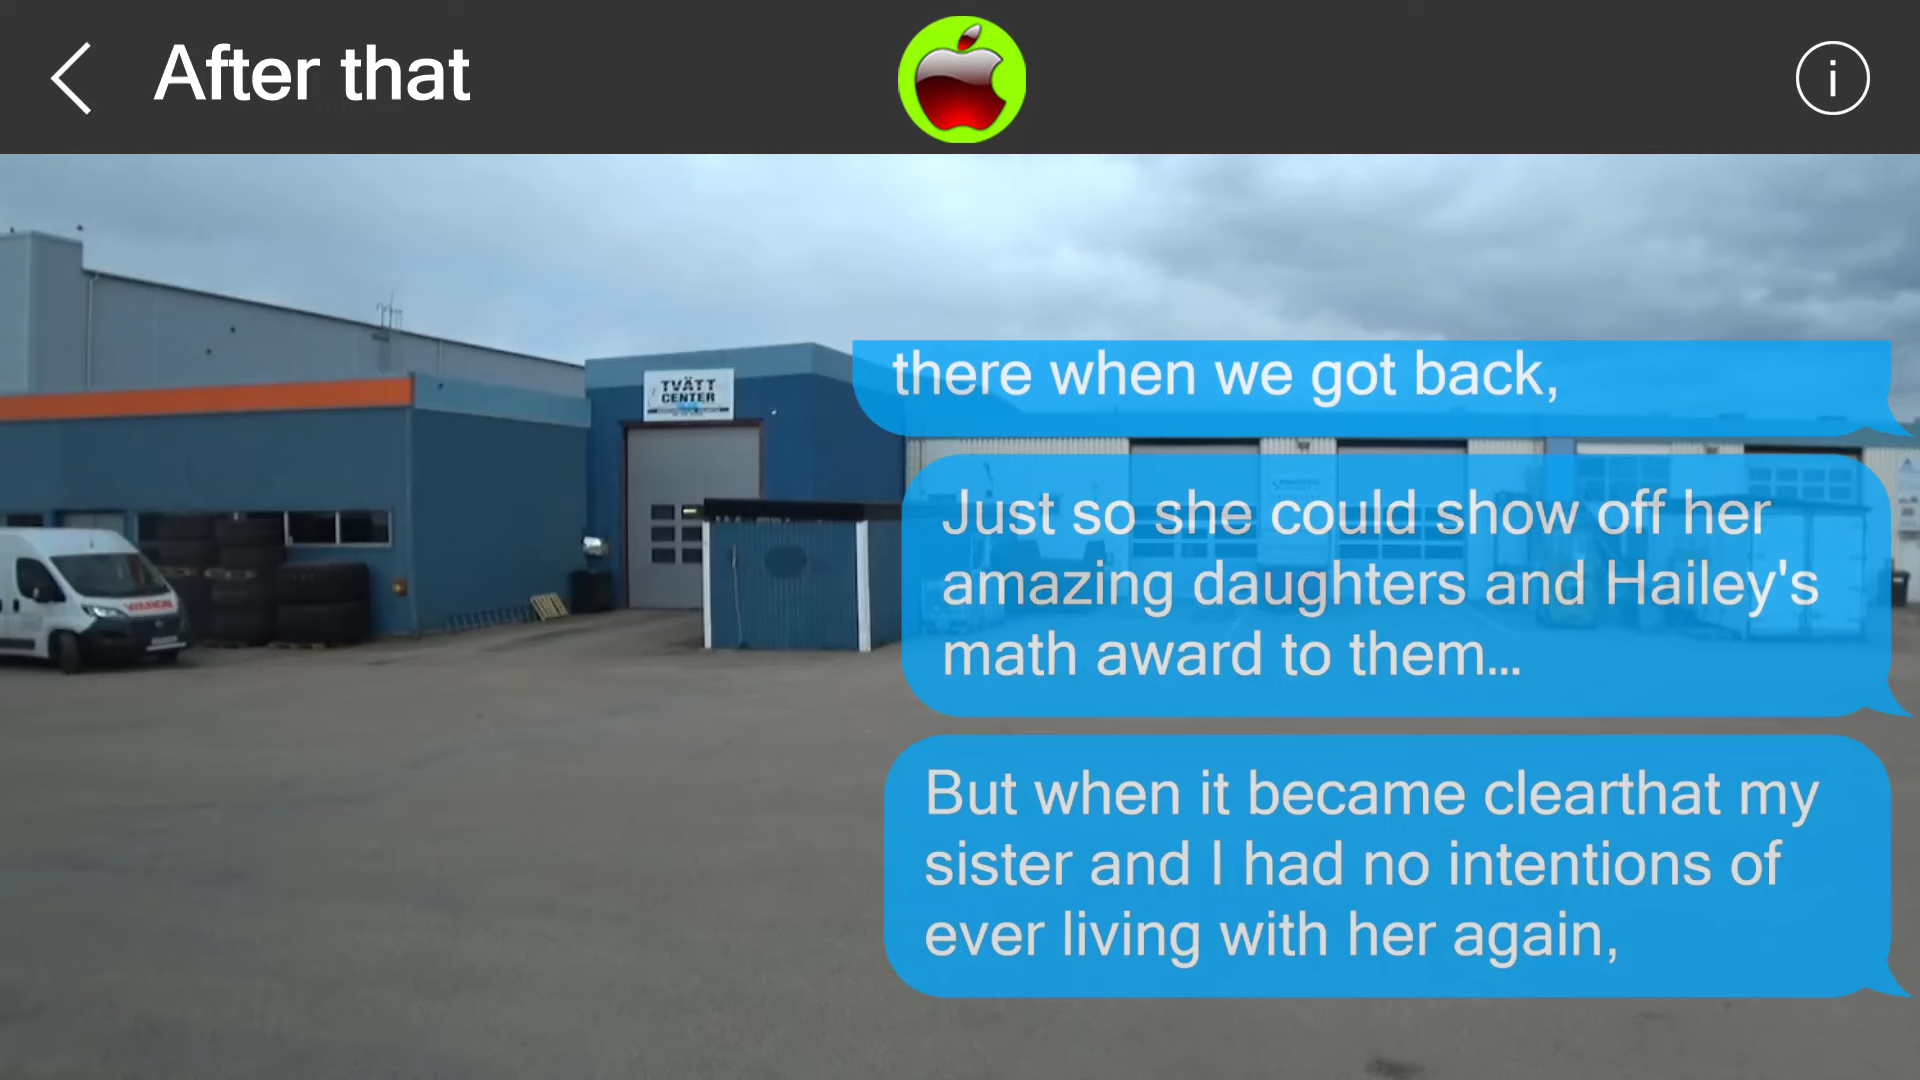 After that
i
there when we got back,
Just so she could show off her
amazing daughters and Hailey's
math award to them...
But when it became clearthat my
sister and I had no intentions of
ever living with her again,
TVÄTT
CENTER